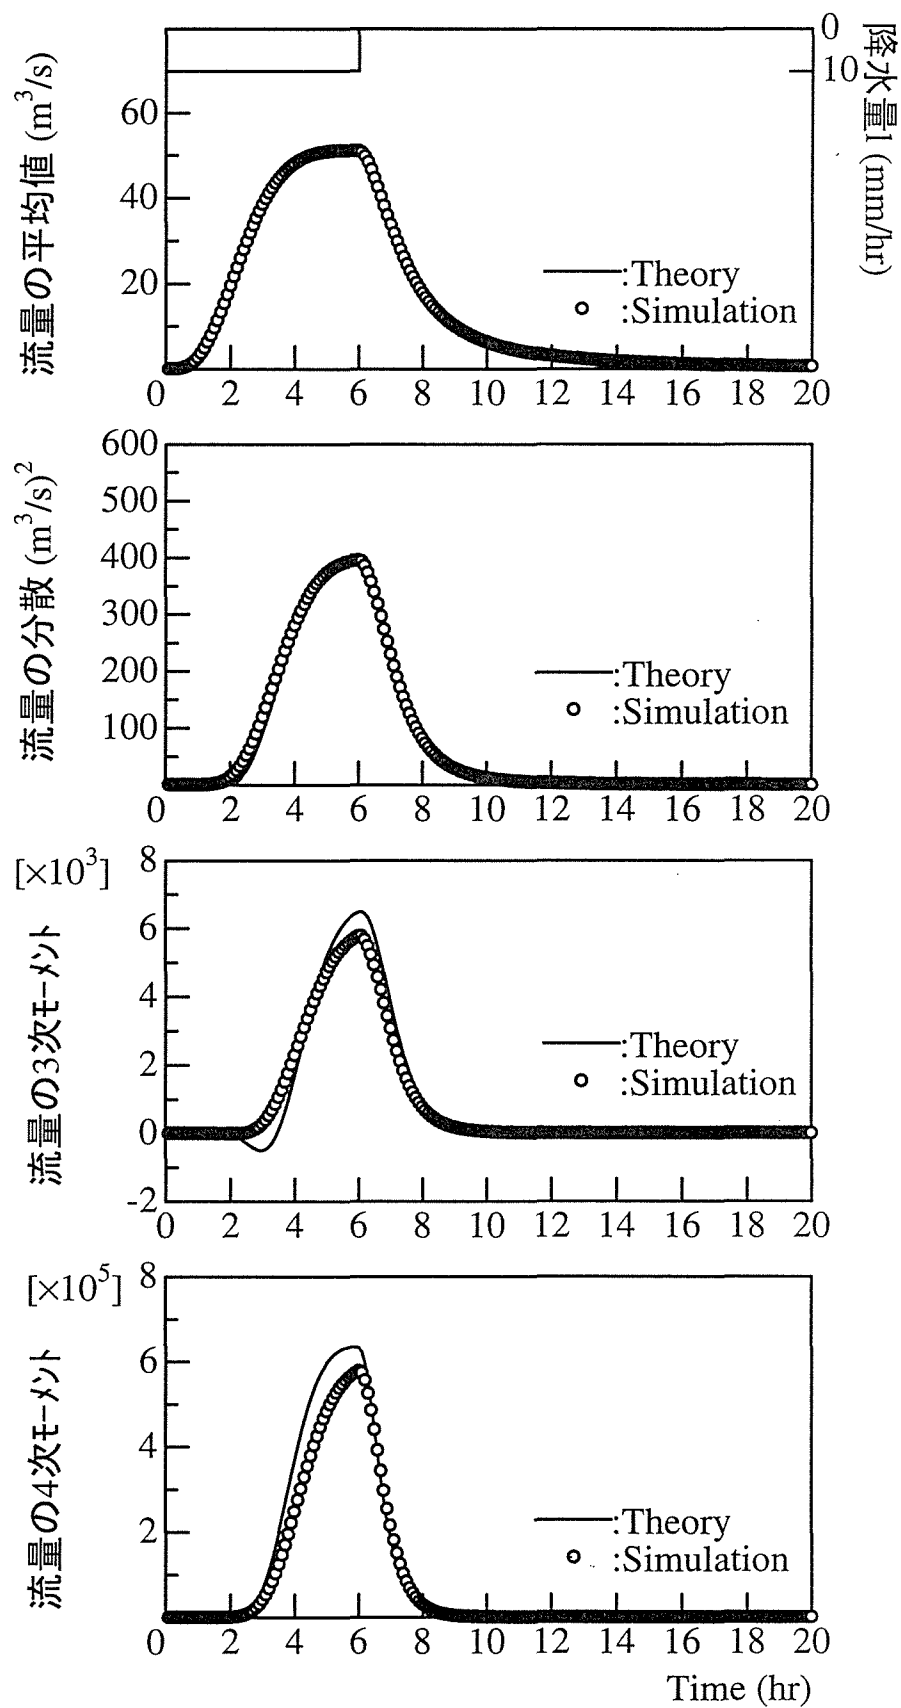 流量の平均値 (m³/s)
60
40
20
0
10
降水量1 (mm/hr)
:Theory
:Simulation
0 2 4 6 8 10 12 14 16 18 20
流量の分散 (m³/s)²
600
500
400
300
200
100
:Theory
:Simulation
0 2 4 6 8 10 12 14 16 18 20
[×10³]
流量の3次モーメント
8
6
4
2
0
-2
:Theory
:Simulation
0 2 4 6 8 10 12 14 16 18 20
[×10⁵]
流量の4次モーメント
8
6
4
2
:Theory
:Simulation
0 2 4 6 8 10 12 14 16 18 20
Time (hr)